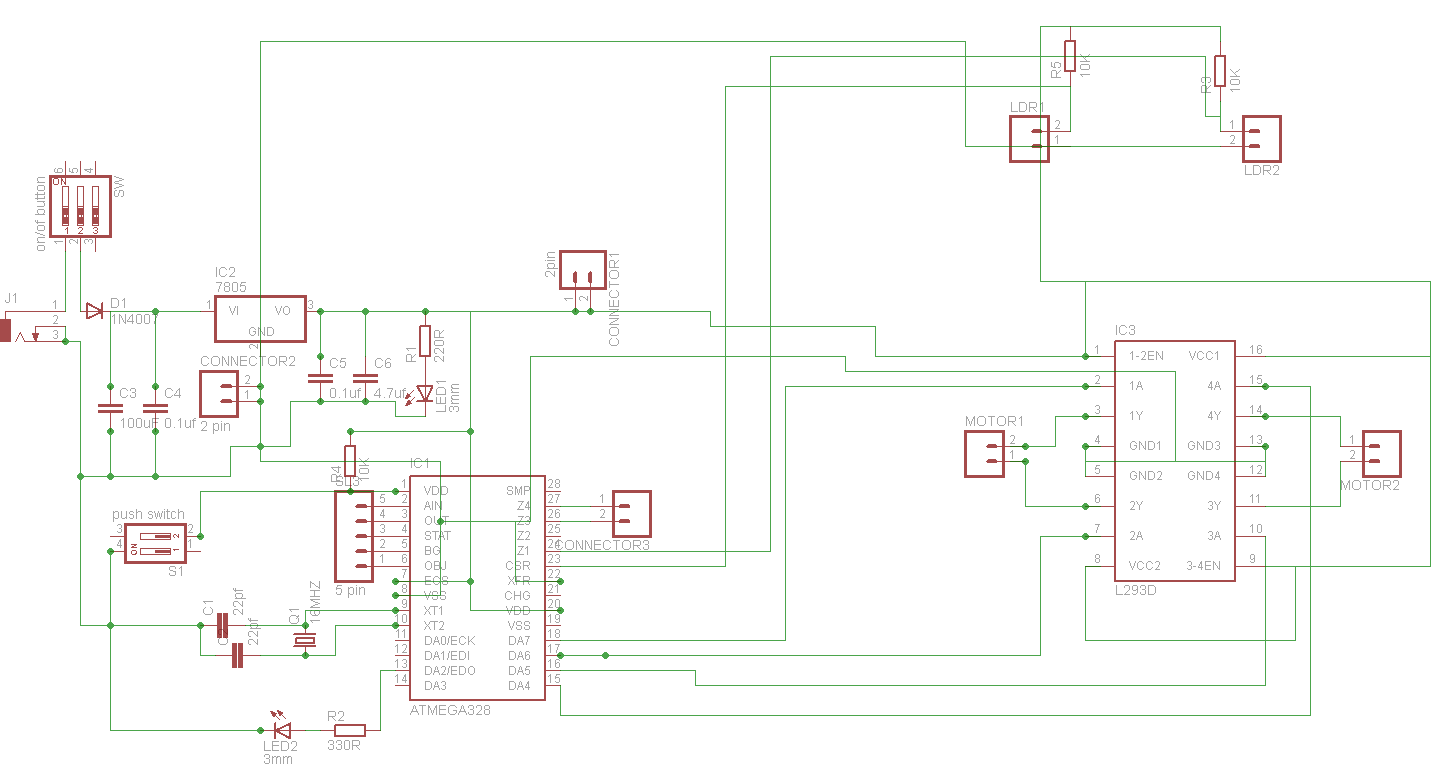 R5
10K
R3
10K
LDR1
2
1
1
2
LDR2
6
5
4
ON
1
2
3
SW
on/of button
1
2
3
J1
1
2
3
D1
1N4007
IC2
7805
1
VI
VO
3
GND
2
2pin
1
2
CONNECTOR1
CONNECTOR2
2
1
2 pin
C3
100uF
C4
0.1uf
C5
0.1uf
C6
4.7uf
R1
220R
LED1
3mm
R4
10K
SL3
5
4
3
2
1
5 pin
push switch
3
4
ON
2
1
2
1
S1
C1
22pf
22pf
Q1
16MHZ
IC1
1
VDD
SMP
28
2
AIN
Z4
27
3
OUT
Z3
26
4
STAT
Z2
25
5
BG
Z1
24
6
OBJ
CSR
23
7
EGS
XFR
22
8
VSS
CHG
21
9
XT1
VDD
20
10
XT2
VSS
19
11
DA0/ECK
DA7
18
12
DA1/EDI
DA6
17
13
DA2/EDO
DA5
16
14
DA3
DA4
15
ATMEGA328
1
2
CONNECTOR3
LED2
3mm
R2
330R
IC3
1
1-2EN
VCC1
16
2
1A
4A
15
3
1Y
4Y
14
4
GND1
GND3
13
5
GND2
GND4
12
6
2Y
3Y
11
7
2A
3A
10
8
VCC2
3-4EN
9
L293D
MOTOR1
2
1
1
2
MOTOR2